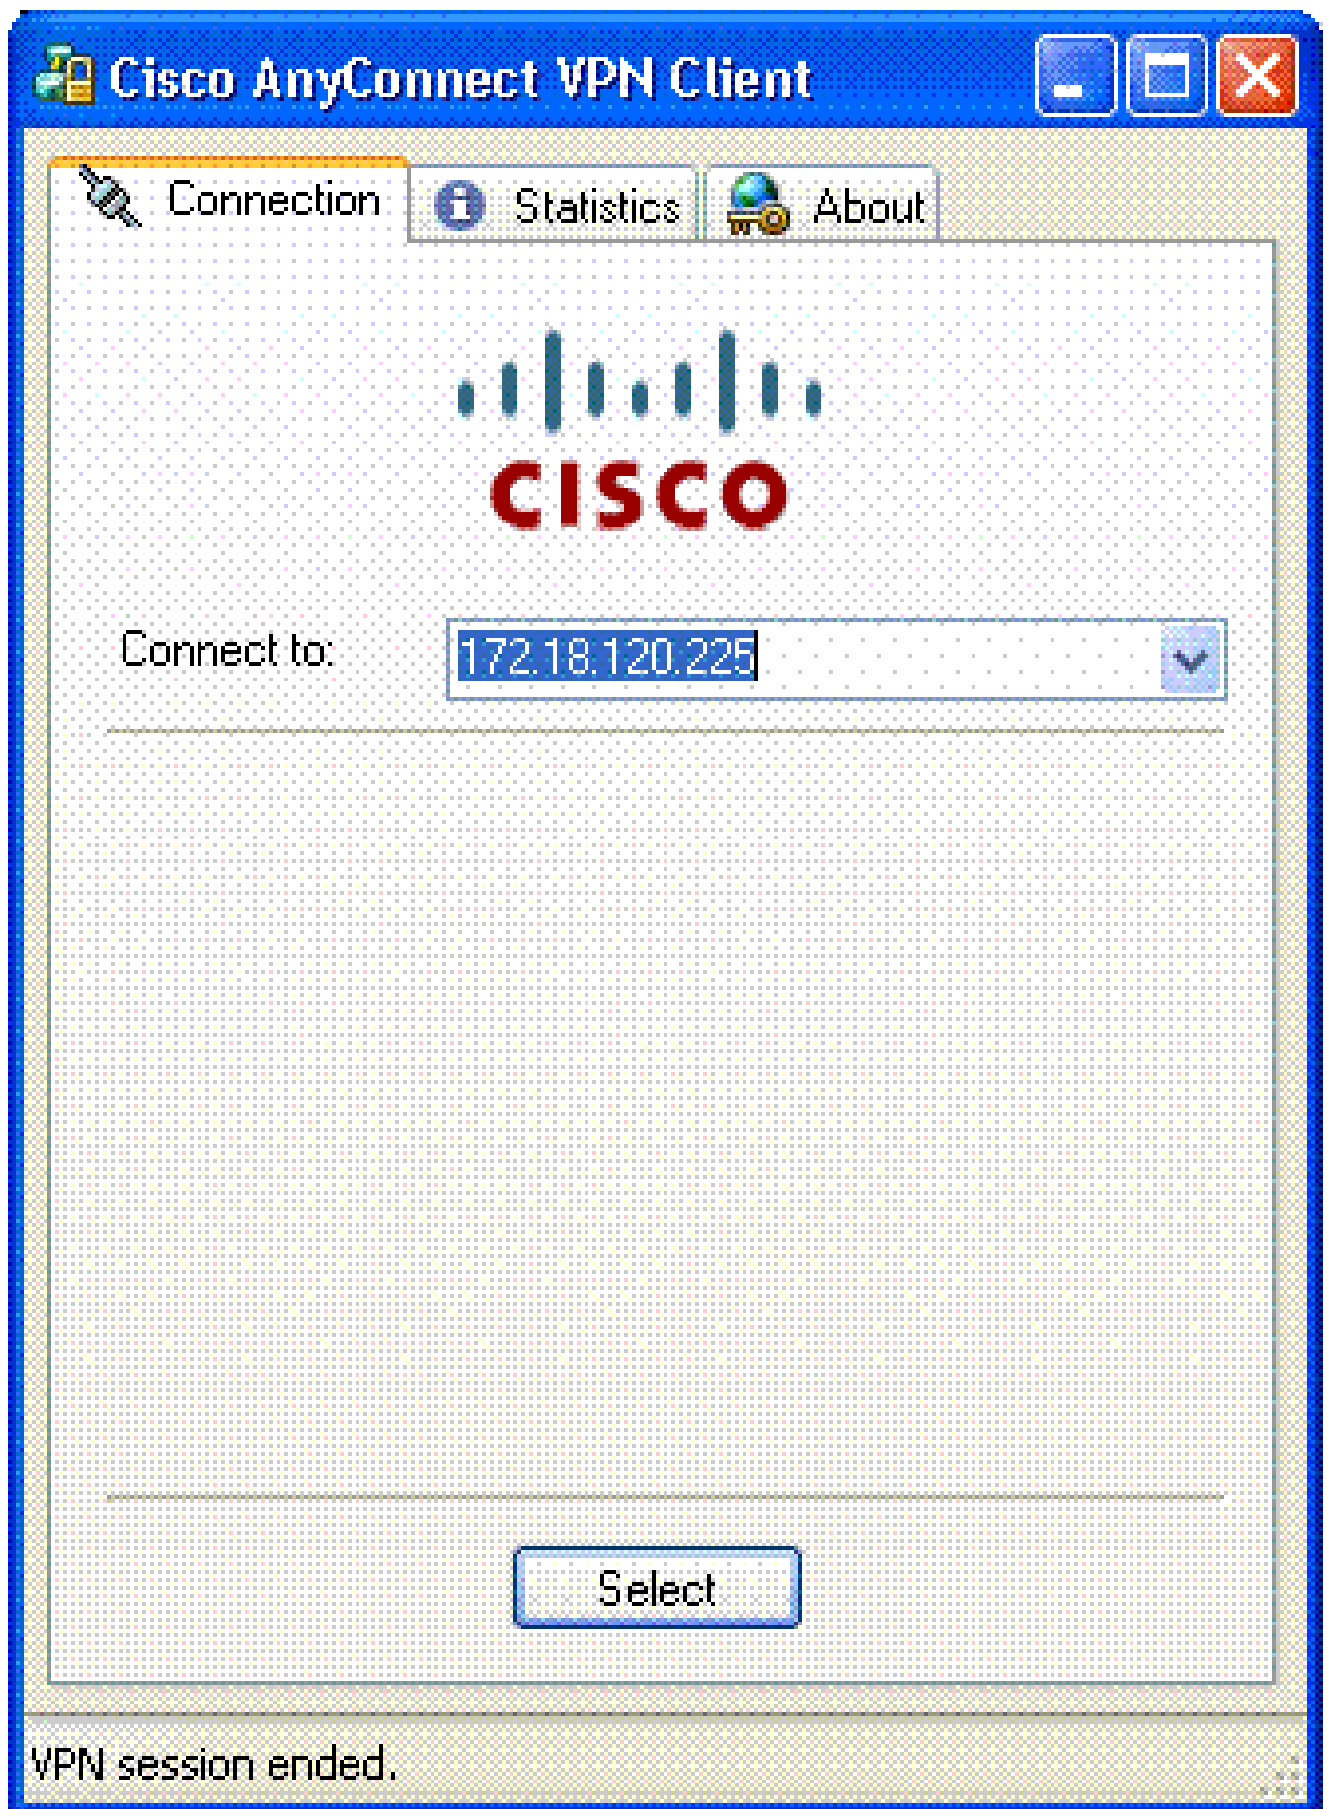 Cisco AnyConnect VPN Client
Connection
Statistics
About
CISCO
Connect to:
172.18.120.225
Select
VPN session ended.